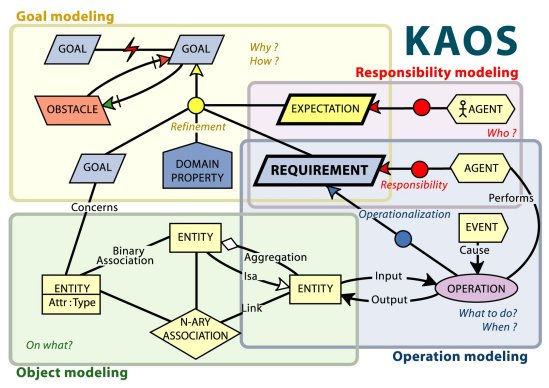 Goal modeling
KAOS
GOAL
GOAL
Why ?
How ?
Responsibility modeling
OBSTACLE
EXPECTATION
AGENT
Refinement
Who ?
GOAL
DOMAIN
PROPERTY
REQUIREMENT
AGENT
Responsibility
Performs
Concerns
Operationalization
EVENT
ENTITY
Binary
Association
Aggregation
Cause
Isa
ENTITY
Attr :Type
ENTITY
Input
OPERATION
Output
Link
N-ARY
ASSOCIATION
What to do?
When ?
On what?
Operation modeling
Object modeling